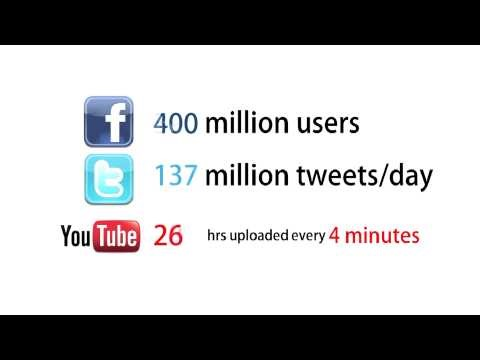 f 400 million users
t 137 million tweets/day
YouTube 26 hrs uploaded every 4 minutes